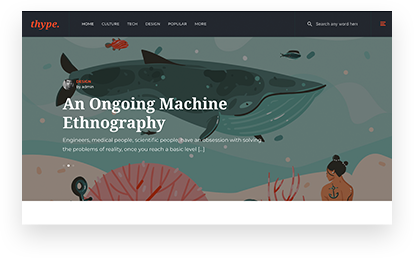 thype.
HOME CULTURE TECH DESIGN POPULAR MORE
Search any word here
DESIGN
by admin
An Ongoing Machine
Ethnography
Engineers, medical people, scientific people, have an obsession with solving
the problems of reality, once you reach a basic level [...]